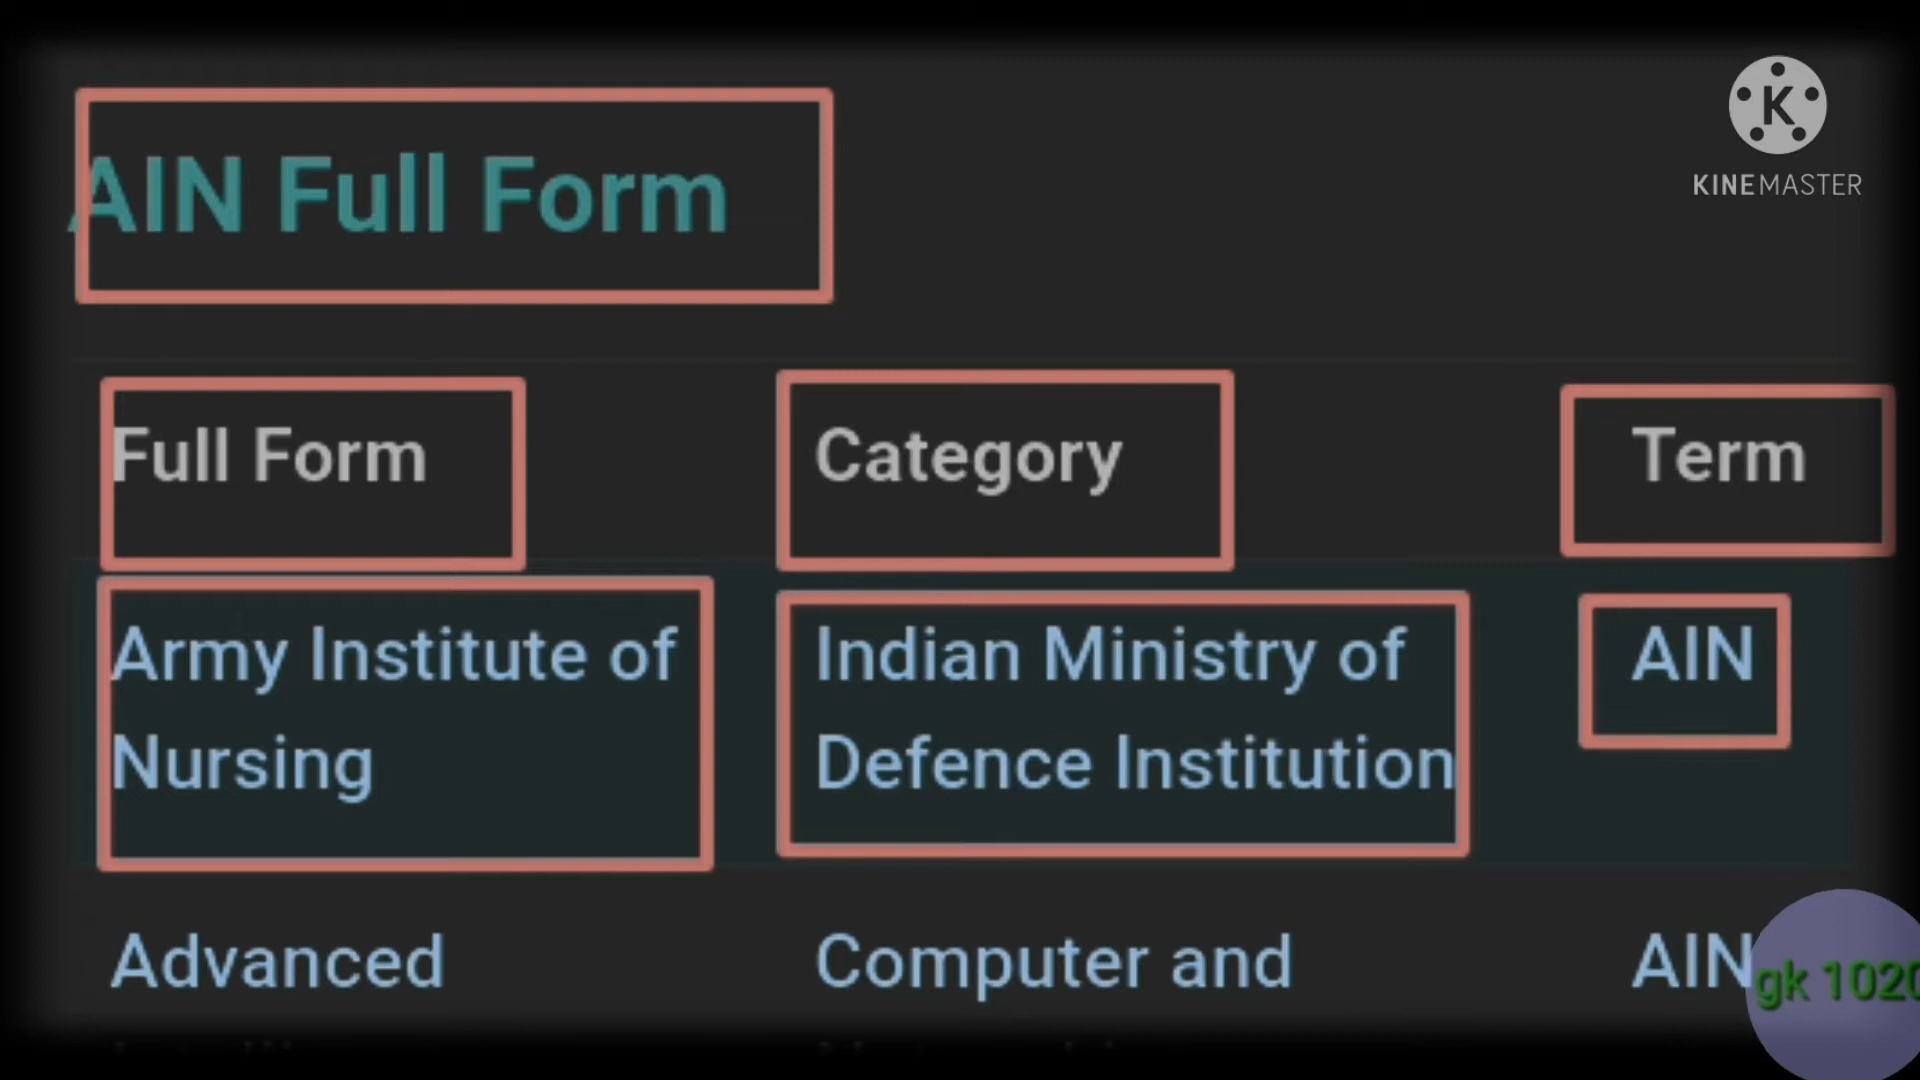 K
KINEMASTER
AIN Full Form
Full Form Category Term
Army Institute of Indian Ministry of AIN
Nursing Defence Institution
Advanced Computer and AIN
gk 1020